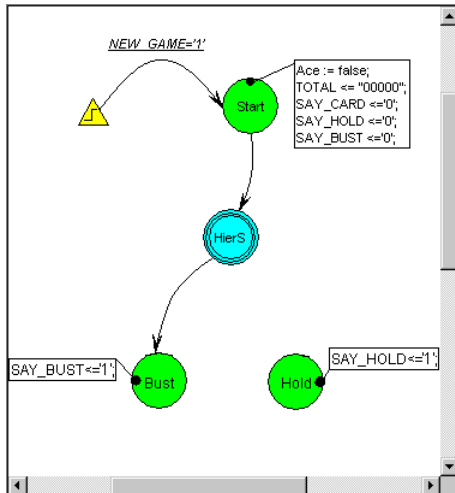 NEW_GAME='1'
Start
Ace := false;
TOTAL <= "00000";
SAY_CARD <='0';
SAY_HOLD <='0';
SAY_BUST <='0';
HierS
SAY_BUST<='1';
Bust
Hold
SAY_HOLD<='1';